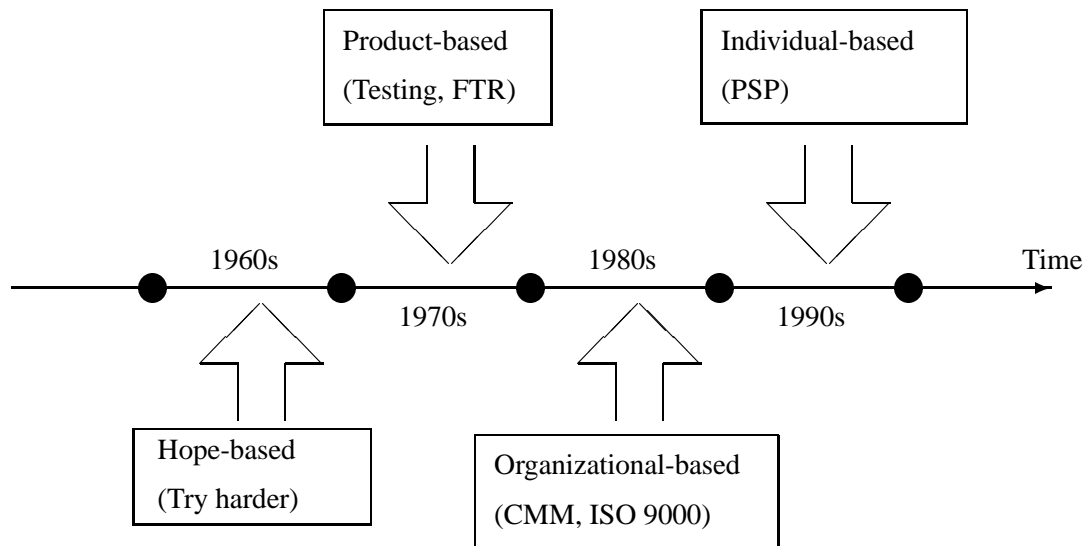 Product-based
(Testing, FTR)
Individual-based
(PSP)
1960s
1980s
Time
1970s
1990s
Hope-based
(Try harder)
Organizational-based
(CMM, ISO 9000)